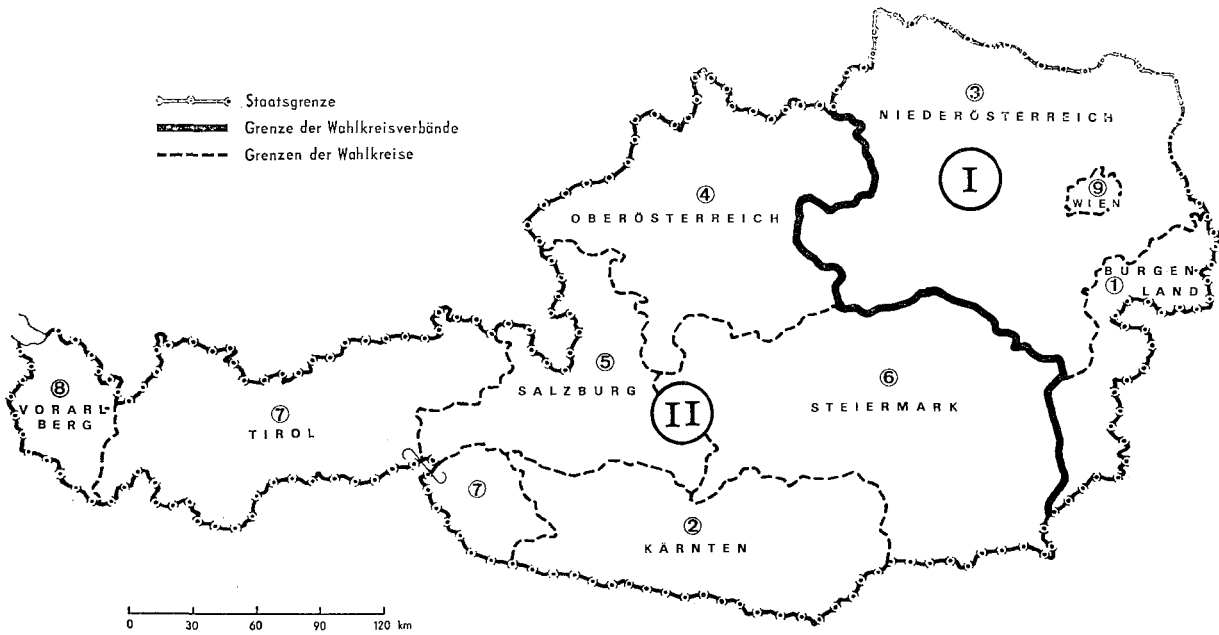 Staatsgrenze
Grenze der Wahlkreisverbände
Grenzen der Wahlkreise
③
NIEDERÖSTERREICH
I
⑨
WIEN
④
OBERÖSTERREICH
BURGEN-
① LAND
⑤
SALZBURG
II
⑥
STEIERMARK
⑧
VORARL-
BERG
⑦
TIROL
⑦
②
KÄRNTEN
0 30 60 90 120 km